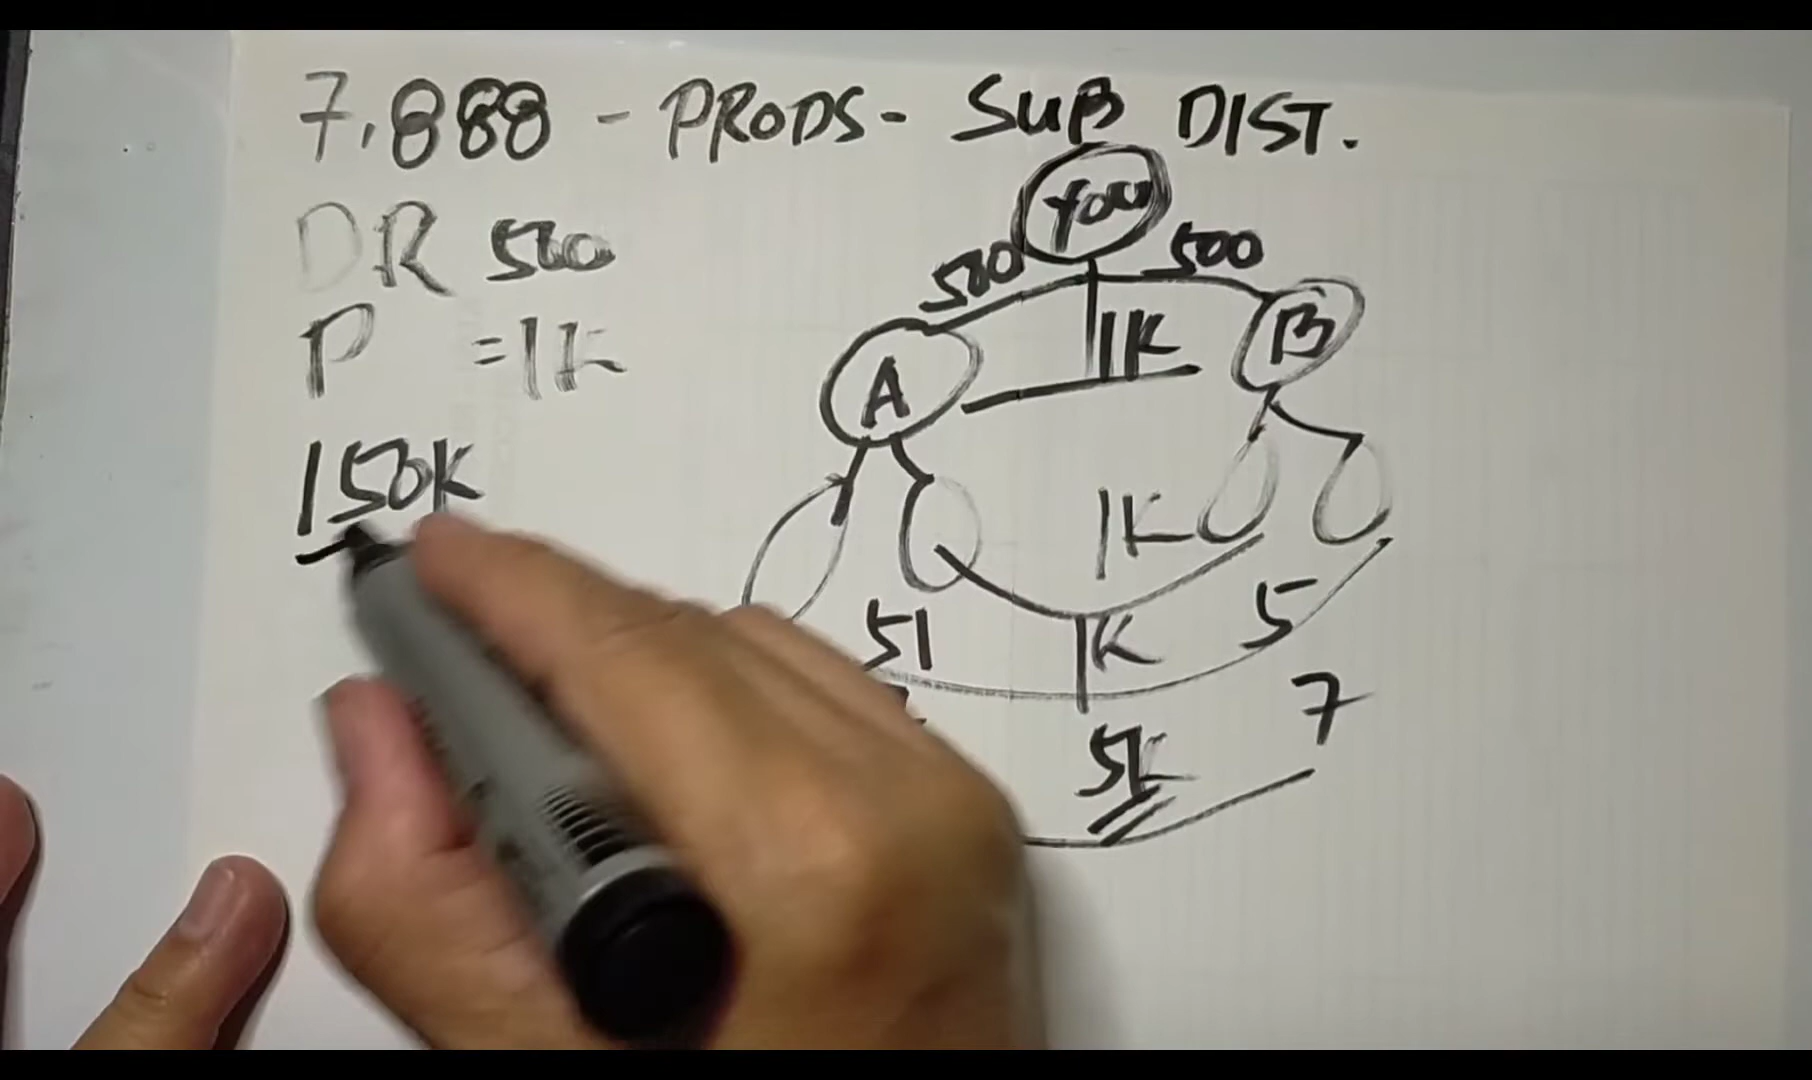 7,888 - PRODS - SUB DIST.
YOU
DR 500
500
500
P = 1K
1K
A
B
150K
1K
51
1K
5
5K
7